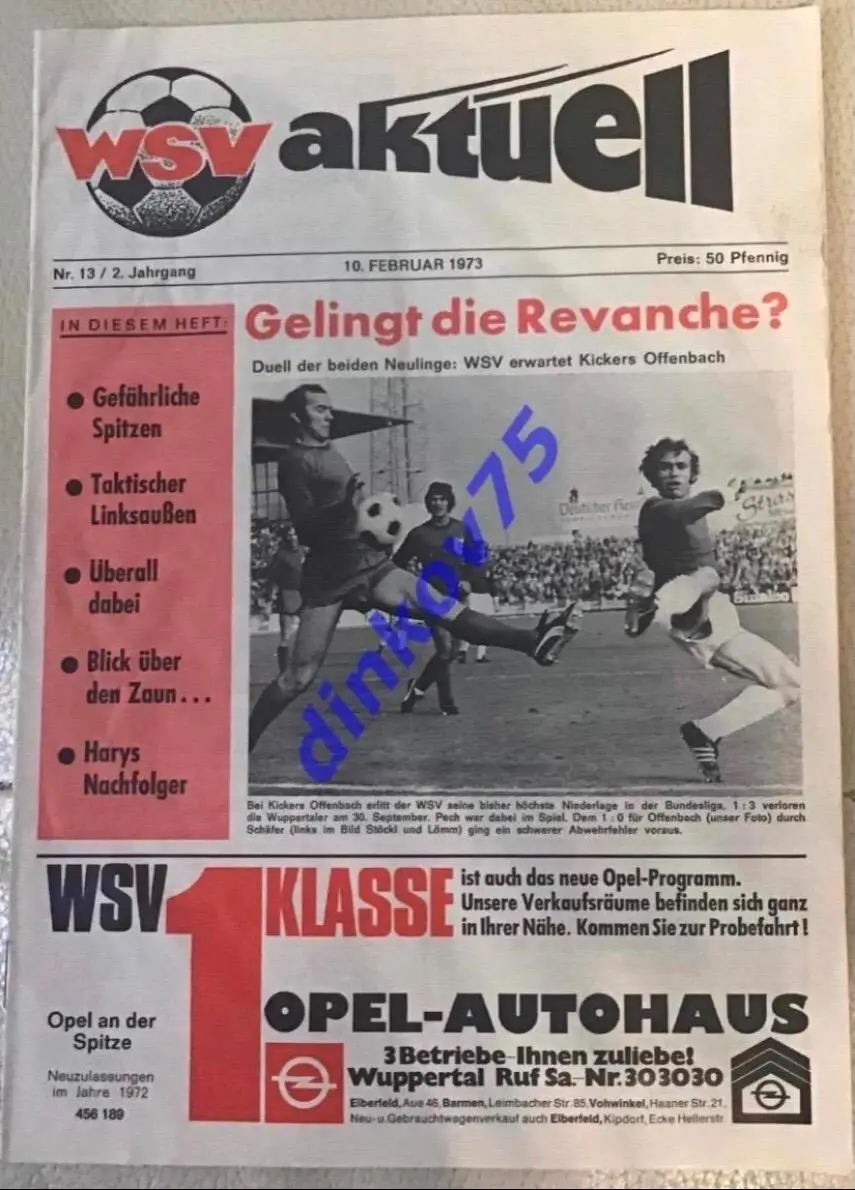 WSV aktuell
Nr. 13 / 2. Jahrgang
10. FEBRUAR 1973
Preis: 50 Pfennig
IN DIESEM HEFT:
● Gefährliche
Spitzen
● Taktischer
Linksaußen
● Überall
dabei
● Blick über
den Zaun...
● Harys
Nachfolger
Gelingt die Revanche?
Duell der beiden Neulinge: WSV erwartet Kickers Offenbach
Sinalco
dinkov75
Bei Kickers Offenbach erlitt der WSV seine bisher höchste Niederlage in der Bundesliga. 1 : 3 verloren
die Wuppertaler am 30. September. Pech war dabei im Spiel. Dem 1 : 0 für Offenbach (unser Foto) durch
Schäfer (links im Bild Stöckl und Lömm) ging ein schwerer Abwehrfehler voraus.
WSV 1 KLASSE
ist auch das neue Opel-Programm.
Unsere Verkaufsräume befinden sich ganz
in Ihrer Nähe. Kommen Sie zur Probefahrt!
Opel an der
Spitze
Neuzulassungen
im Jahre 1972
456 189
OPEL-AUTOHAUS
3 Betriebe-Ihnen zuliebe!
Wuppertal Ruf Sa.-Nr. 303030
Elberfeld, Aue 46, Barmen, Leimbacher Str. 85, Vohwinkel, Haaner Str. 21.
Neu- u. Gebrauchtwagenverkauf auch Elberfeld, Kipdorf, Ecke Hellerstr.